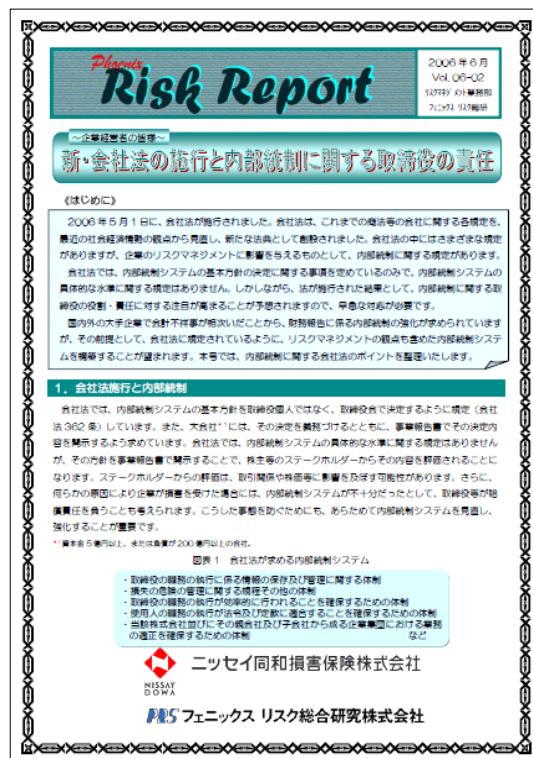 Phoenix
Risk Report
2006年6月
Vol. 06-02
リスクマネジメント業務部
フェニックス リスク総研
～企業経営者の皆様～
新・会社法の施行と内部統制に関する取締役の責任
《はじめに》
2006年5月1日に、会社法が施行されました。会社法は、これまでの商法等の会社に関する各規定を、
最近の社会経済情勢の観点から見直し、新たな法典として創設されました。会社法の中にはさまざまな規定
がありますが、企業のリスクマネジメントに影響を与えるものとして、内部統制に関する規定があります。
会社法では、内部統制システムの基本方針の決定に関する事項を定めているのみで、内部統制システムの
具体的な水準に関する規定はありません。しかしながら、法が施行された結果として、内部統制に関する取
締役の役割・責任に対する注目が高まることが予想されますので、早急な対応が必要です。
国内外の大手企業で会計不祥事が相次いだことから、財務報告に係る内部統制の強化が求められています
が、その前提として、会社法に規定されているように、リスクマネジメントの観点も含めた内部統制システ
ムを構築することが望まれます。本号では、内部統制に関する会社法のポイントを整理いたします。
1．会社法施行と内部統制
会社法では、内部統制システムの基本方針を取締役個人ではなく、取締役会で決定するように規定（会社
法362条）しています。また、大会社*¹には、その決定を義務づけるとともに、事業報告書でその決定内
容を開示するよう求めています。会社法では、内部統制システムの具体的な水準に関する規定はありません
が、その方針を事業報告書で開示することで、株主等のステークホルダーからその内容を評価されることに
なります。ステークホルダーからの評価は、取引関係や株価等に影響を及ぼす可能性があります。さらに、
何らかの原因により企業が損害を受けた場合には、内部統制システムが不十分だったとして、取締役等が賠
償責任を負うことも考えられます。こうした事態を防ぐためにも、あらためて内部統制システムを見直し、
強化することが重要です。
*¹ 資本金5億円以上、または負債が200億円以上の会社。
図表1 会社法が求める内部統制システム
・取締役の職務の執行に係る情報の保存及び管理に関する体制
・損失の危険の管理に関する規程その他の体制
・取締役の職務の執行が効率的に行われることを確保するための体制
・使用人の職務の執行が法令及び定款に適合することを確保するための体制
・当該株式会社並びにその親会社及び子会社から成る企業集団における業務
の適正を確保するための体制 など
NISSAY
DOWA
ニッセイ同和損害保険株式会社
PRS フェニックス リスク総合研究株式会社